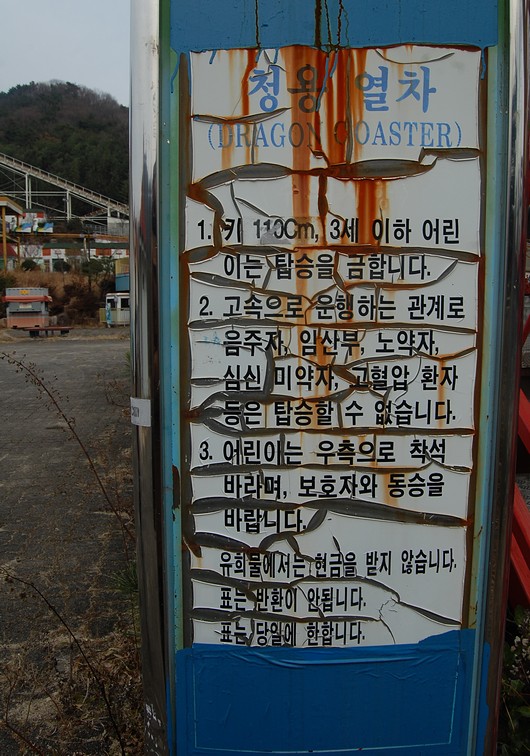 청용 열차
(DRAGON COASTER)
1. 키 110Cm, 3세 이하 어린
이는 탑승을 금합니다.
2. 고속으로 운행하는 관계로
음주자, 임산부, 노약자,
심신 미약자, 고혈압 환자
등은 탑승할 수 없습니다.
3. 어린이는 우측으로 착석
바라며, 보호자와 동승을
바랍니다.
유희물에서는 현금을 받지 않습니다.
표는 반환이 안됩니다.
표는 당일에 한합니다.